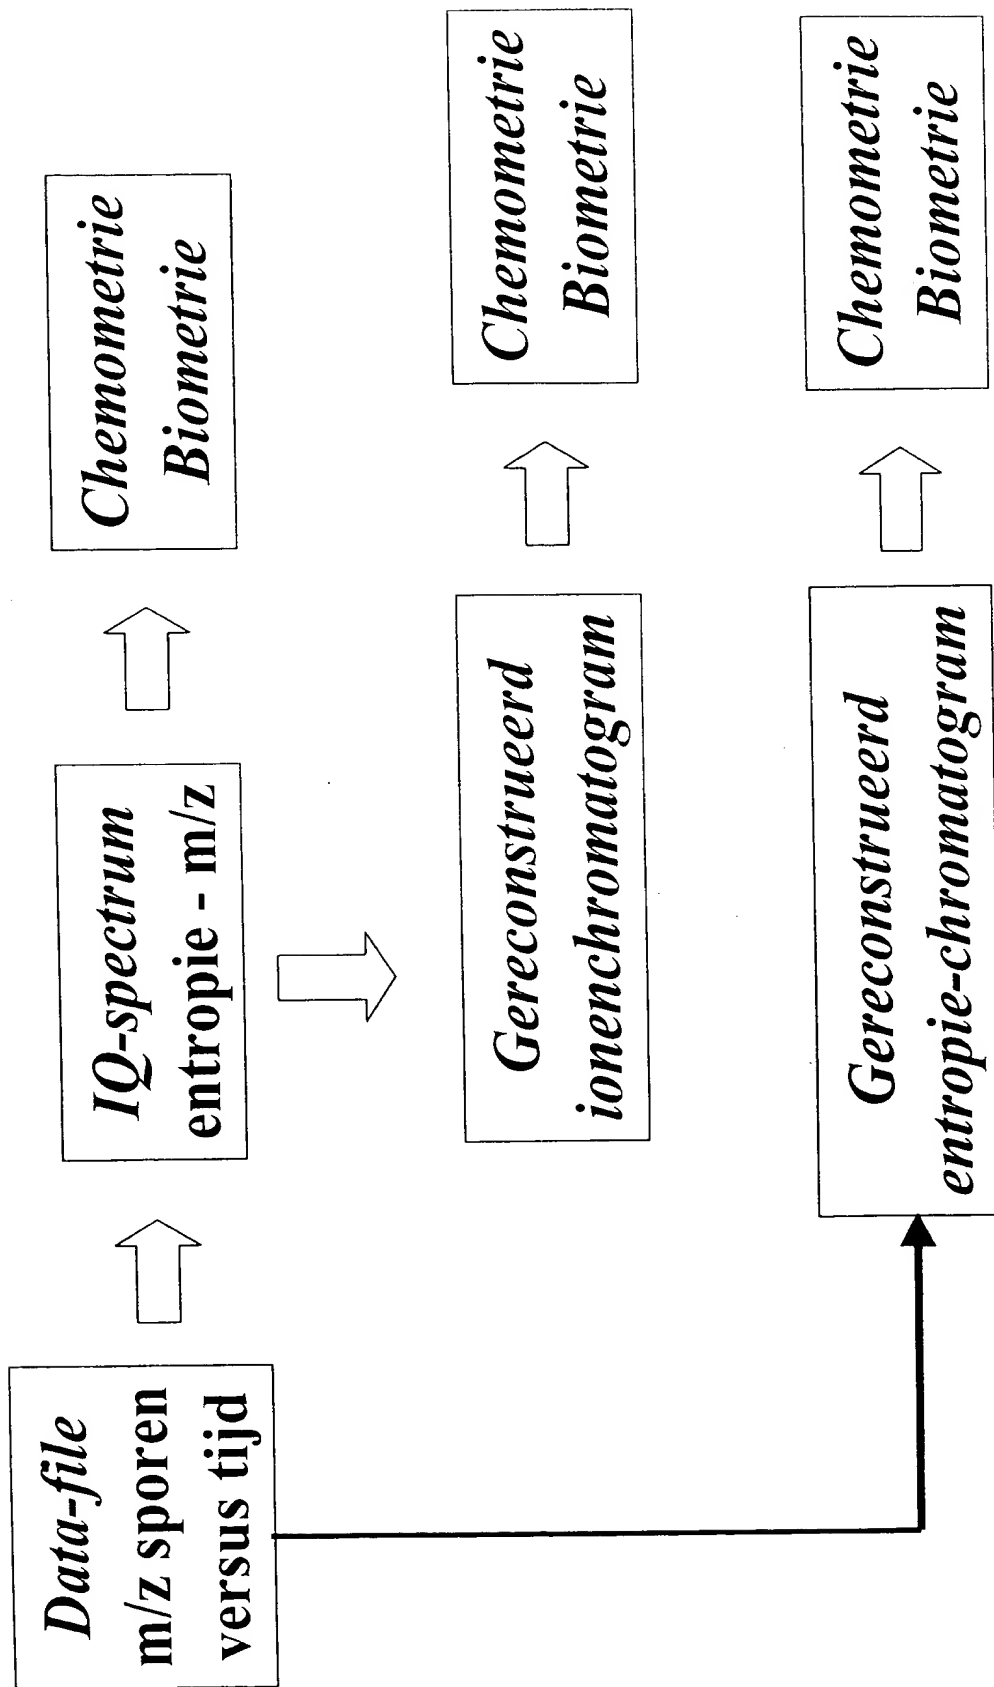 Data-file
m/z sporen
versus tijd
IQ-spectrum
entropie - m/z
Chemometrie
Biometrie
Gereconstrueerd
ionenchromatogram
Chemometrie
Biometrie
Gereconstrueerd
entropie-chromatogram
Chemometrie
Biometrie